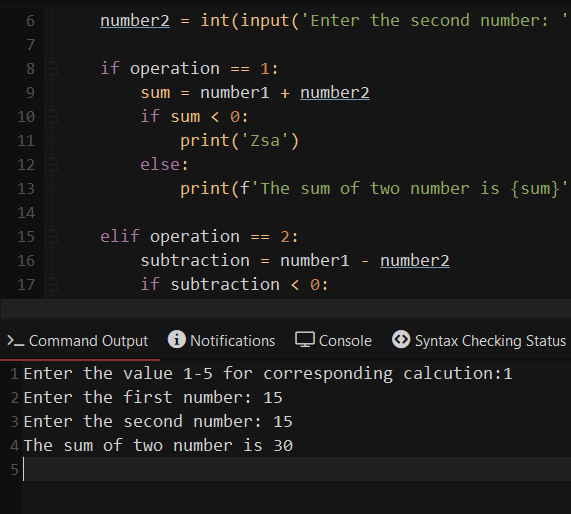 6 number2 = int(input('Enter the second number: '
7
8 if operation == 1:
9 sum = number1 + number2
10 if sum < 0:
11 print('Zsa')
12 else:
13 print(f'The sum of two number is {sum}'
14
15 elif operation == 2:
16 subtraction = number1 - number2
17 if subtraction < 0:
>_ Command Output Notifications Console Syntax Checking Status
1 Enter the value 1-5 for corresponding calcution:1
2 Enter the first number: 15
3 Enter the second number: 15
4 The sum of two number is 30
5